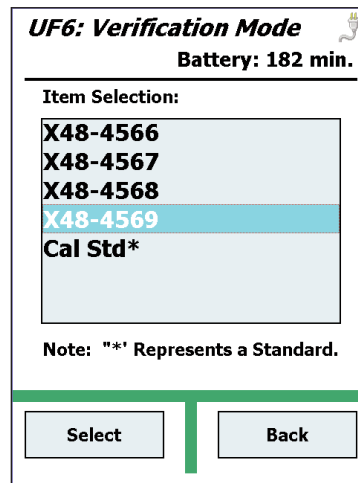 UF6: Verification Mode
Battery: 182 min.
Item Selection:
X48-4566
X48-4567
X48-4568
X48-4569
Cal Std*
Note: "*' Represents a Standard.
Select
Back